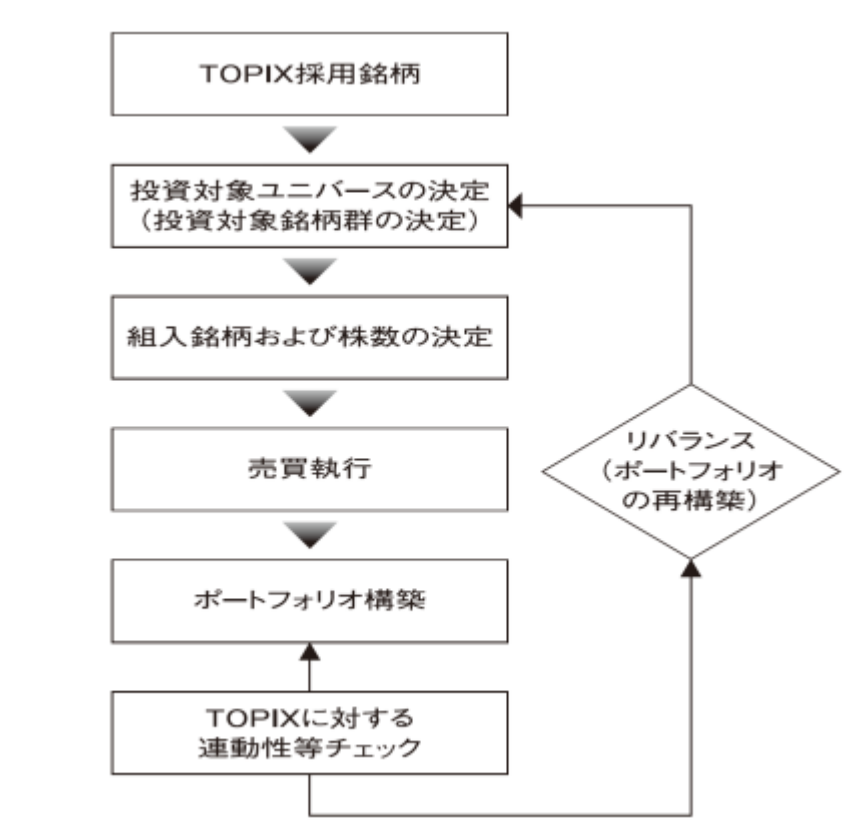 TOPIX採用銘柄
投資対象ユニバースの決定
（投資対象銘柄群の決定）
組入銘柄および株数の決定
売買執行
ポートフォリオ構築
TOPIXに対する
連動性等チェック
リバランス
（ポートフォリオ
の再構築）